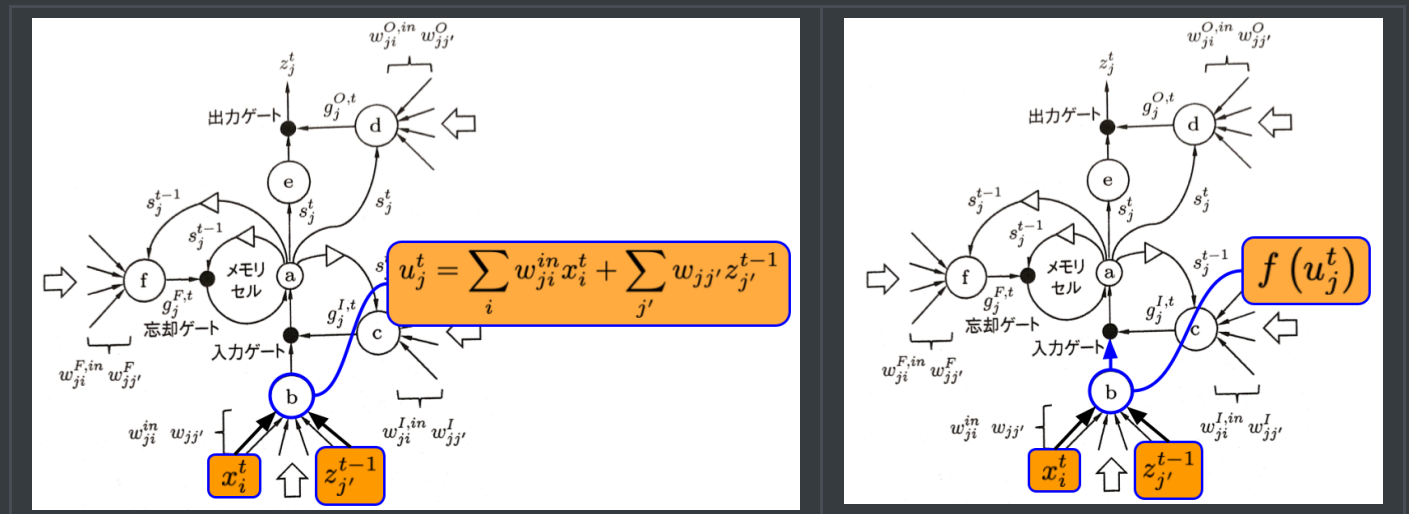 w_{ji}^{O,in} w_{jj'}^{O}
z_j^t
g_j^{O,t}
出力ゲート
d
e
s_j^{t-1}
s_j^t
s_j^t
s_j^{t-1}
メモリ
セル
a
f
g_j^{F,t}
忘却ゲート
u_j^t = \sum_i w_{ji}^{in} x_i^t + \sum_{j'} w_{jj'} z_{j'}^{t-1}
g_j^{I,t}
c
入力ゲート
w_{ji}^{F,in} w_{jj'}^{F}
b
w_{ji}^{in} w_{jj'}
w_{ji}^{I,in} w_{jj'}^{I}
x_i^t
z_{j'}^{t-1}
w_{ji}^{O,in} w_{jj'}^{O}
z_j^t
g_j^{O,t}
出力ゲート
d
e
s_j^{t-1}
s_j^t
s_j^t
s_j^{t-1}
メモリ
セル
a
s_j^{t-1}
f(u_j^t)
f
g_j^{F,t}
忘却ゲート
g_j^{I,t}
c
入力ゲート
w_{ji}^{F,in} w_{jj'}^{F}
b
w_{ji}^{in} w_{jj'}
w_{ji}^{I,in} w_{jj'}^{I}
x_i^t
z_{j'}^{t-1}